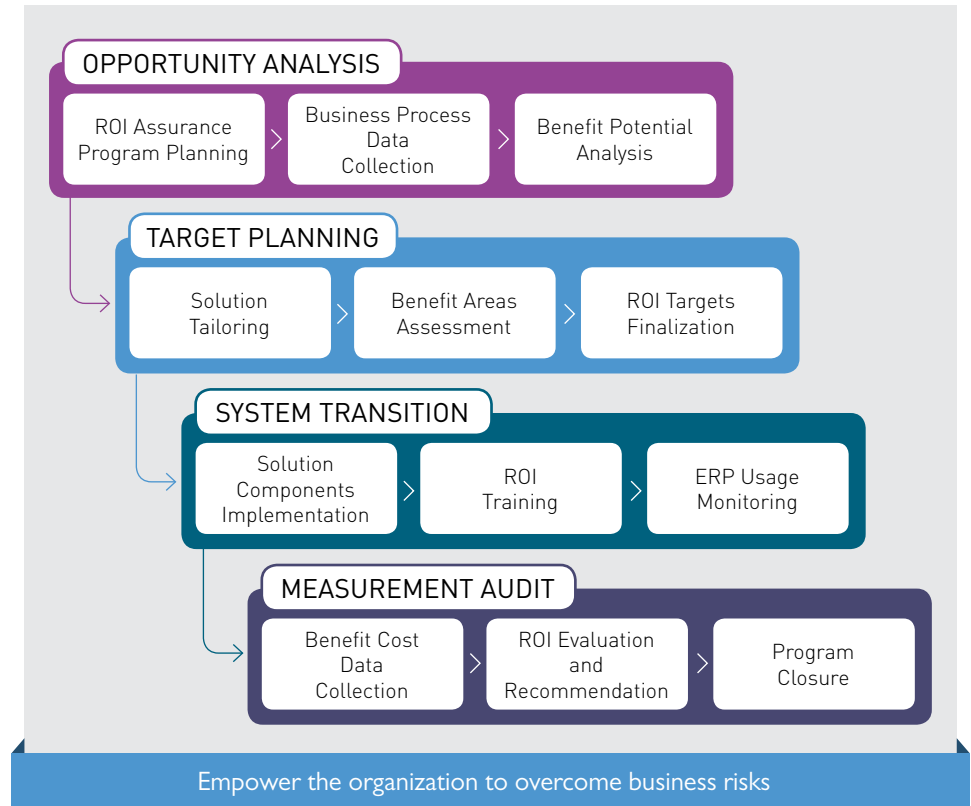 OPPORTUNITY ANALYSIS
ROI Assurance
Program Planning
Business Process
Data
Collection
Benefit Potential
Analysis
TARGET PLANNING
Solution
Tailoring
Benefit Areas
Assessment
ROI Targets
Finalization
SYSTEM TRANSITION
Solution
Components
Implementation
ROI
Training
ERP Usage
Monitoring
MEASUREMENT AUDIT
Benefit Cost
Data
Collection
ROI Evaluation
and
Recommendation
Program
Closure
Empower the organization to overcome business risks